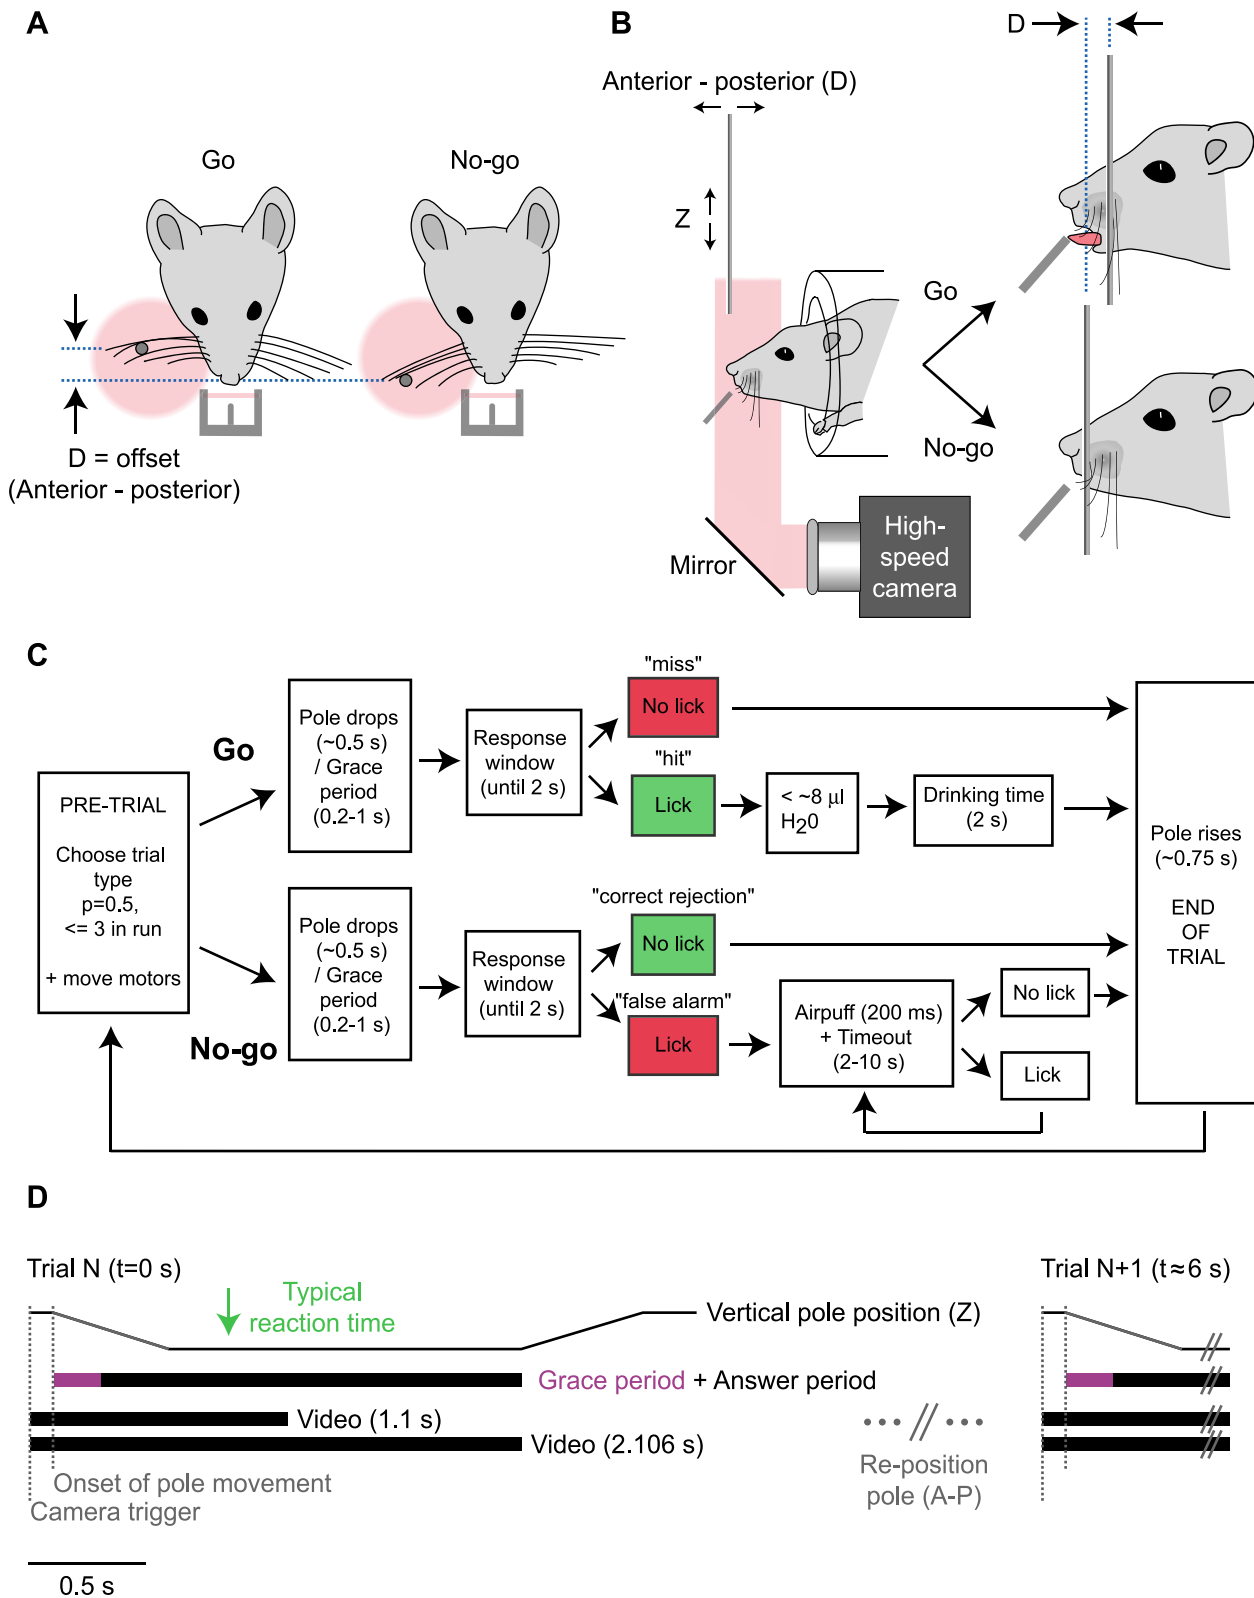 A
Go
No-go
D = offset
(Anterior - posterior)
B
Anterior - posterior (D)
Z
D
Go
No-go
Mirror
High-
speed
camera
C
PRE-TRIAL
Choose trial
type
p=0.5,
<= 3 in run
+ move motors
Go
Pole drops
(~0.5 s)
/ Grace
period
(0.2-1 s)
Response
window
(until 2 s)
"miss"
No lick
"hit"
Lick
< ~8 µl
H20
Drinking time
(2 s)
No-go
Pole drops
(~0.5 s)
/ Grace
period
(0.2-1 s)
Response
window
(until 2 s)
"correct rejection"
No lick
"false alarm"
Lick
Airpuff (200 ms)
+ Timeout
(2-10 s)
No lick
Lick
Pole rises
(~0.75 s)
END
OF
TRIAL
D
Trial N (t=0 s)
Typical
reaction time
Vertical pole position (Z)
Grace period + Answer period
Video (1.1 s)
Video (2.106 s)
Onset of pole movement
Camera trigger
0.5 s
Re-position
pole (A-P)
Trial N+1 (t≈6 s)